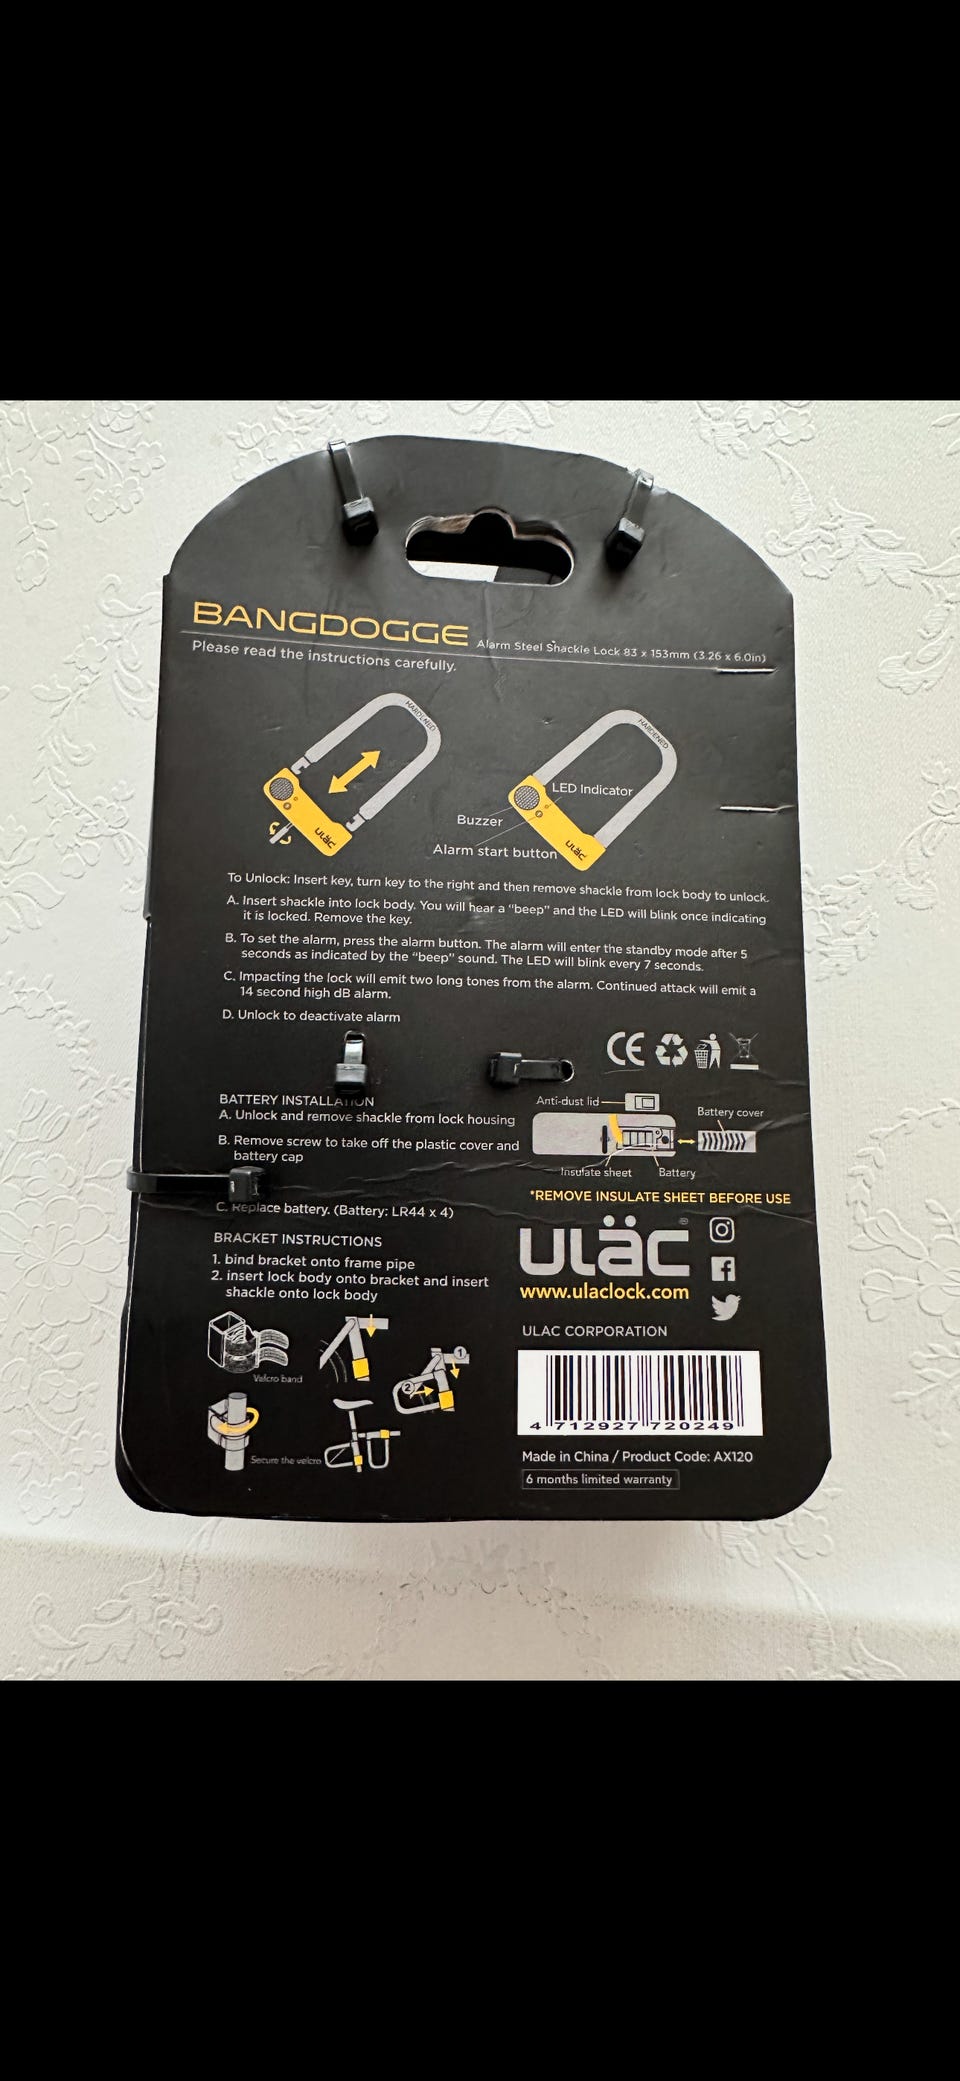 BANGDOGGE Alarm Steel Shackle Lock 83 x 153mm (3.26 x 6.0in)
Please read the instructions carefully.
HARDENED
HARDENED
LED Indicator
Buzzer
Alarm start button
uläc
uläc
To Unlock: Insert key, turn key to the right and then remove shackle from lock body to unlock.
A. Insert shackle into lock body. You will hear a "beep" and the LED will blink once indicating
it is locked. Remove the key.
B. To set the alarm, press the alarm button. The alarm will enter the standby mode after 5
seconds as indicated by the "beep" sound. The LED will blink every 7 seconds.
C. Impacting the lock will emit two long tones from the alarm. Continued attack will emit a
14 second high dB alarm.
D. Unlock to deactivate alarm
CE
BATTERY INSTALLATION
A. Unlock and remove shackle from lock housing
B. Remove screw to take off the plastic cover and
battery cap
C. Replace battery. (Battery: LR44 x 4)
Anti-dust lid
Battery cover
Insulate sheet
Battery
*REMOVE INSULATE SHEET BEFORE USE
BRACKET INSTRUCTIONS
1. bind bracket onto frame pipe
2. insert lock body onto bracket and insert
shackle onto lock body
Velcro band
1
2
Secure the velcro
uläc®
www.ulaclock.com
ULAC CORPORATION
4 712927 720249
Made in China / Product Code: AX120
6 months limited warranty